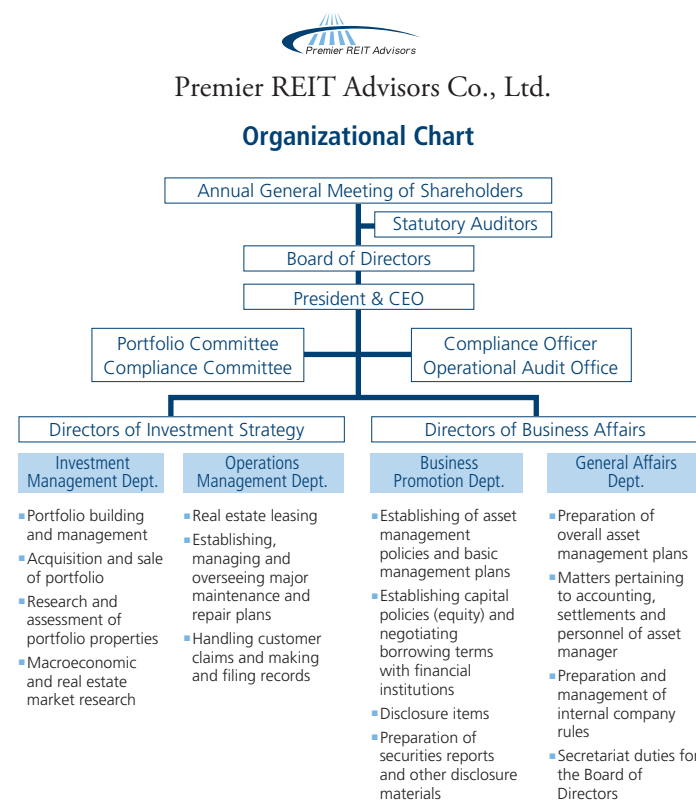 Premier REIT Advisors
Premier REIT Advisors Co., Ltd.
Organizational Chart
Annual General Meeting of Shareholders
Statutory Auditors
Board of Directors
President & CEO
Portfolio Committee
Compliance Committee
Compliance Officer
Operational Audit Office
Directors of Investment Strategy
Directors of Business Affairs
Investment
Management Dept.
Operations
Management Dept.
Business
Promotion Dept.
General Affairs
Dept.
Portfolio building
and management
Acquisition and sale
of portfolio
Research and
assessment of
portfolio properties
Macroeconomic
and real estate
market research
Real estate leasing
Establishing,
managing and
overseeing major
maintenance and
repair plans
Handling customer
claims and making
and filing records
Establishing of asset
management
policies and basic
management plans
Establishing capital
policies (equity) and
negotiating
borrowing terms
with financial
institutions
Disclosure items
Preparation of
securities reports
and other disclosure
materials
Preparation of
overall asset
management plans
Matters pertaining
to accounting,
settlements and
personnel of asset
manager
Preparation and
management of
internal company
rules
Secretariat duties for
the Board of
Directors